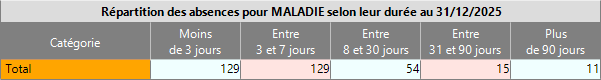 Répartition des absences pour MALADIE selon leur durée au 31/12/2025
Catégorie Moins de 3 jours Entre 3 et 7 jours Entre 8 et 30 jours Entre 31 et 90 jours Plus de 90 jours
Total 129 129 54 15 11